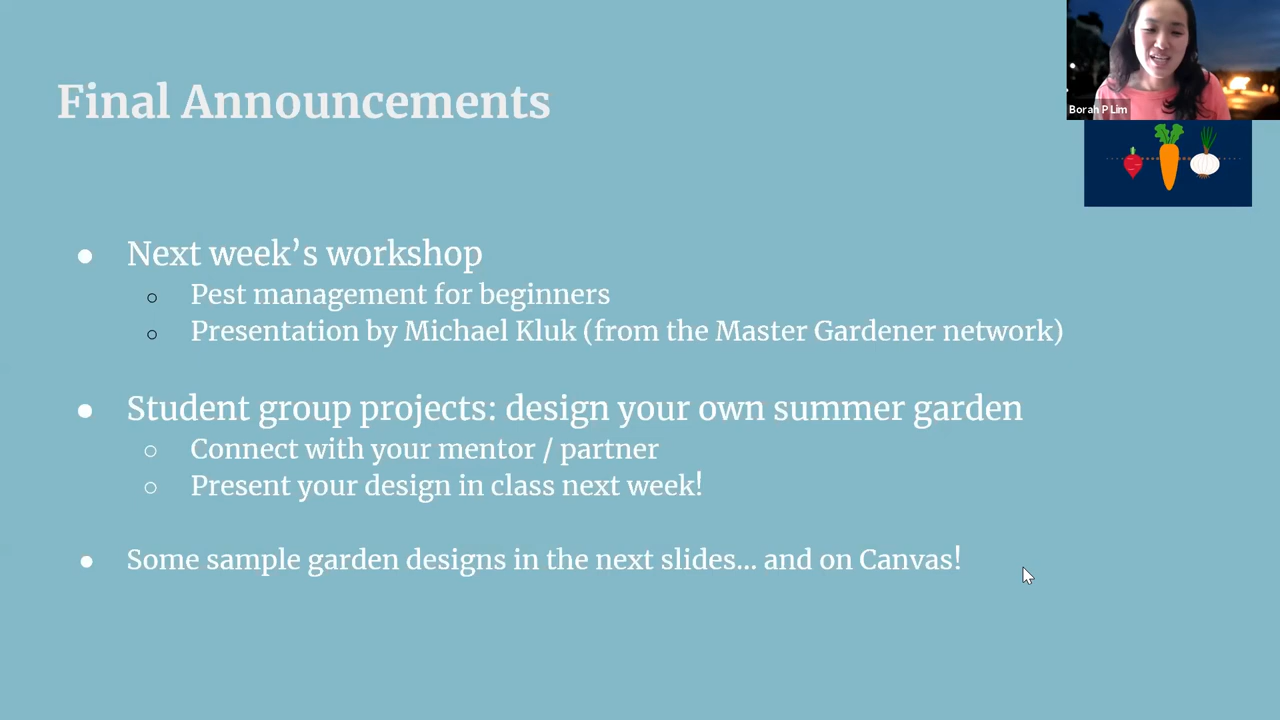 Final Announcements
Borah P Lim
● Next week’s workshop
○ Pest management for beginners
○ Presentation by Michael Kluk (from the Master Gardener network)
● Student group projects: design your own summer garden
○ Connect with your mentor / partner
○ Present your design in class next week!
● Some sample garden designs in the next slides... and on Canvas!